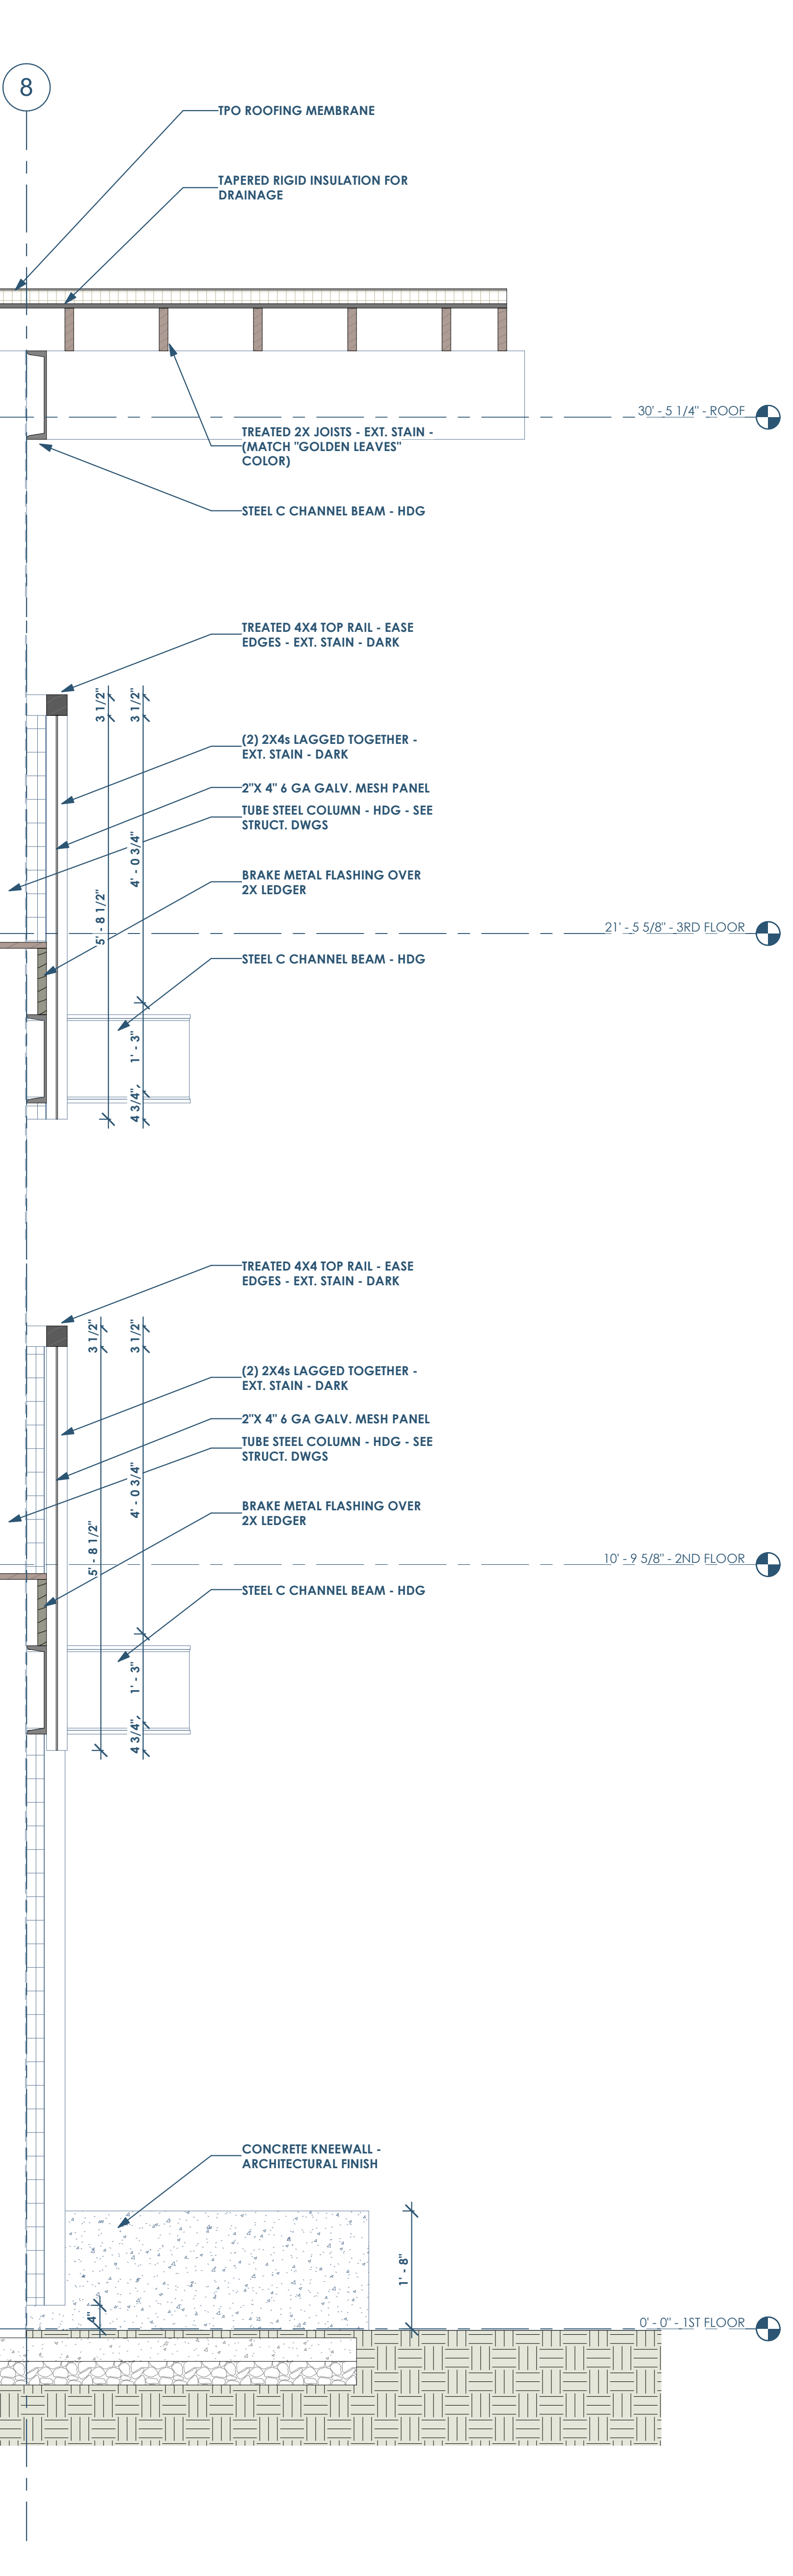 8
TPO ROOFING MEMBRANE
TAPERED RIGID INSULATION FOR
DRAINAGE
30' - 5 1/4" - ROOF
TREATED 2X JOISTS - EXT. STAIN -
(MATCH "GOLDEN LEAVES"
COLOR)
STEEL C CHANNEL BEAM - HDG
TREATED 4X4 TOP RAIL - EASE
EDGES - EXT. STAIN - DARK
3 1/2"
3 1/2"
(2) 2X4s LAGGED TOGETHER -
EXT. STAIN - DARK
2"X 4" 6 GA GALV. MESH PANEL
TUBE STEEL COLUMN - HDG - SEE
STRUCT. DWGS
4' - 0 3/4"
BRAKE METAL FLASHING OVER
2X LEDGER
5' - 8 1/2"
21' - 5 5/8" - 3RD FLOOR
STEEL C CHANNEL BEAM - HDG
1' - 3"
4 3/4"
TREATED 4X4 TOP RAIL - EASE
EDGES - EXT. STAIN - DARK
3 1/2"
3 1/2"
(2) 2X4s LAGGED TOGETHER -
EXT. STAIN - DARK
2"X 4" 6 GA GALV. MESH PANEL
TUBE STEEL COLUMN - HDG - SEE
STRUCT. DWGS
4' - 0 3/4"
BRAKE METAL FLASHING OVER
2X LEDGER
5' - 8 1/2"
10' - 9 5/8" - 2ND FLOOR
STEEL C CHANNEL BEAM - HDG
1' - 3"
4 3/4"
CONCRETE KNEEWALL -
ARCHITECTURAL FINISH
1' - 8"
4"
0' - 0" - 1ST FLOOR